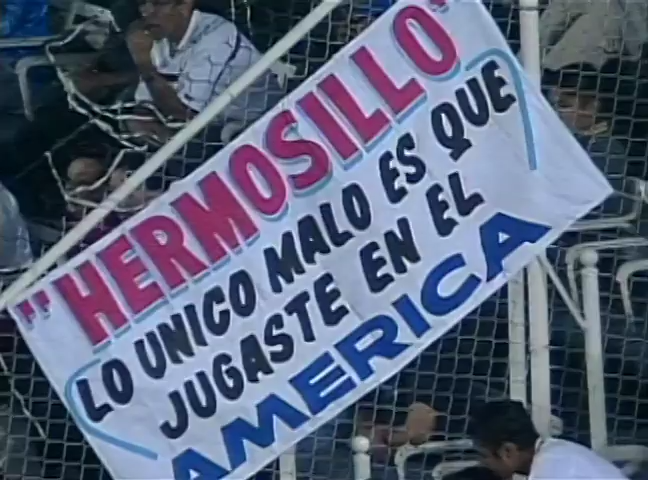 "HERMOSILLO"
LO UNICO MALO ES QUE
JUGASTE EN EL
AMERICA